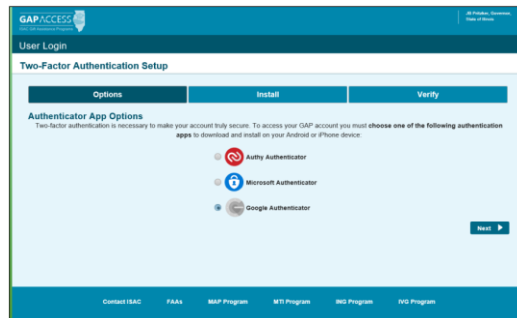 GAPACCESS
ISAC GA Assistance Programs
JB Pritzker, Governor,
State of Illinois
User Login
Two-Factor Authentication Setup
Options
Install
Verify
Authenticator App Options
Two-factor authentication is necessary to make your account truly secure. To access your GAP account you must choose one of the following authentication
apps to download and install on your Android or iPhone device:
Authy Authenticator
Microsoft Authenticator
Google Authenticator
Next
Contact ISAC FAAs MAP Program MTI Program ING Program IVG Program